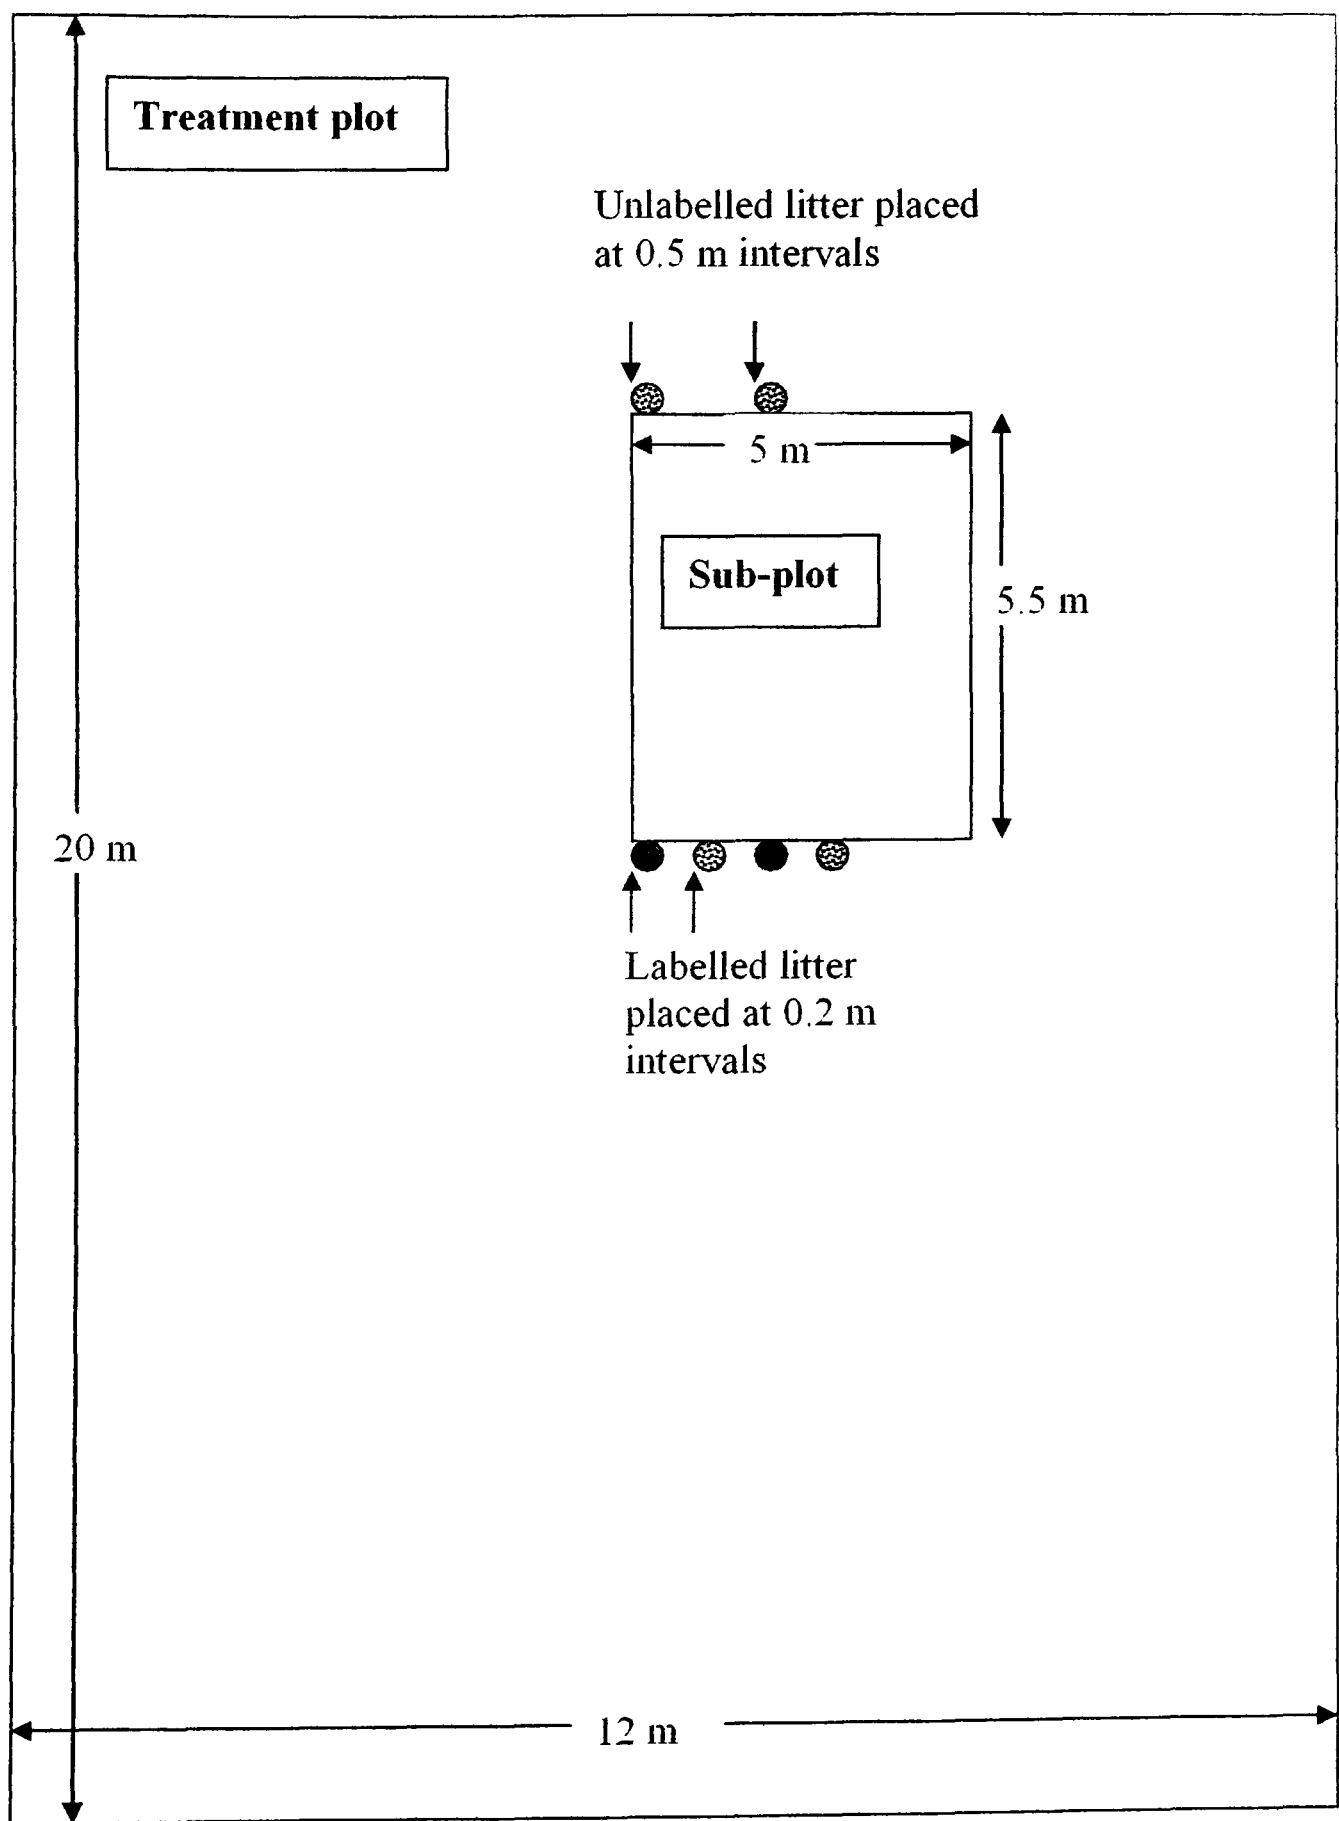 Treatment plot
Unlabelled litter placed
at 0.5 m intervals
5 m
Sub-plot
5.5 m
20 m
Labelled litter
placed at 0.2 m
intervals
12 m